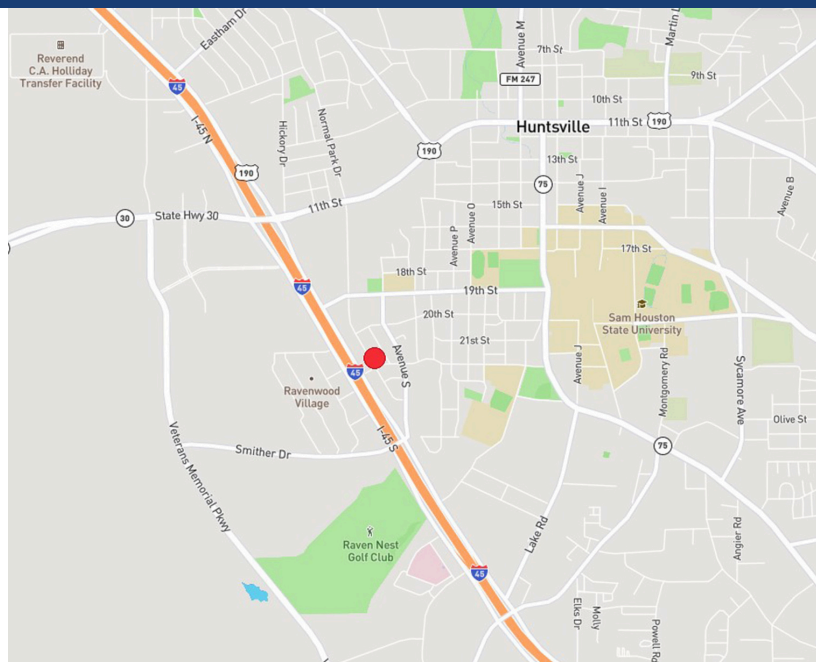 Eastham Dr
Avenue M
Martin L
7th St
Reverend
C.A. Holliday
Transfer Facility
9th St
FM 247
45
10th St
I-45 N
Hickory Dr
Normal Park Dr
Huntsville
11th St
190
190
190
13th St
75
Avenue J
Avenue I
Avenue B
11th St
15th St
Avenue O
30
State Hwy 30
Avenue P
17th St
18th St
45
19th St
20th St
Sam Houston
State University
21st St
Avenue S
Avenue J
Montgomery Rd
Sycamore Ave
45
Ravenwood
Village
Olive St
I-45 S
Smither Dr
75
Veterans Memorial Pkwy
Lake Rd
Angier Rd
Raven Nest
Golf Club
45
Elks Dr
Molly
Powell Rd